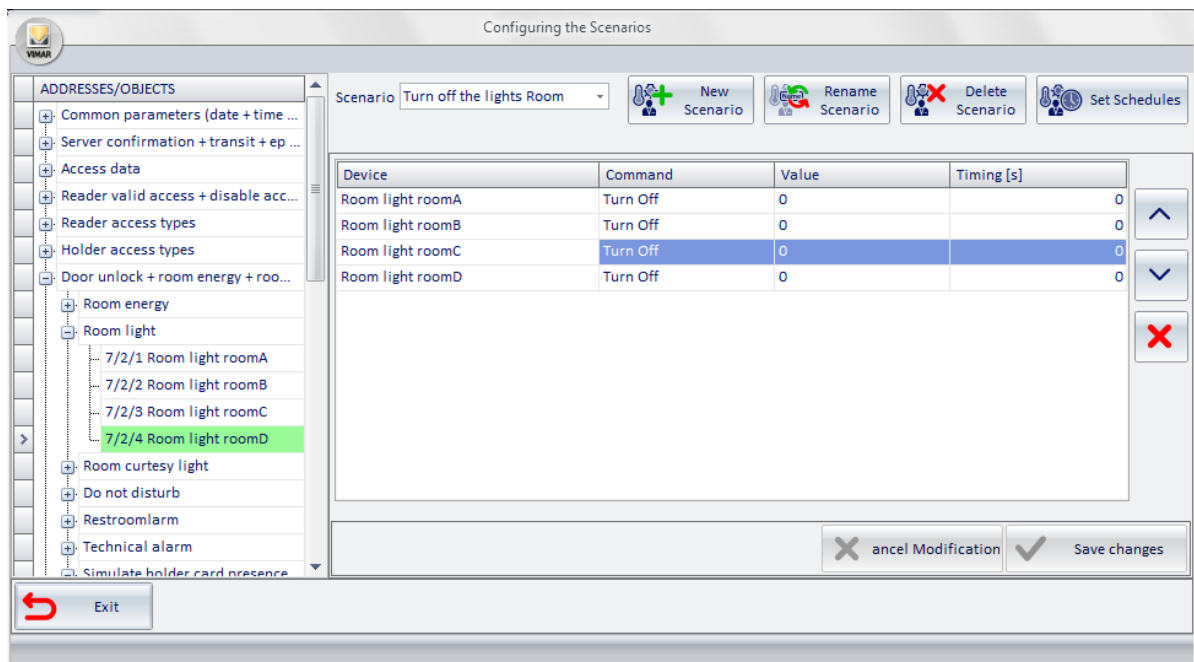 Configuring the Scenarios
VIMAR
ADDRESSES/OBJECTS
Common parameters (date + time ...
Server confirmation + transit + ep ...
Access data
Reader valid access + disable acc...
Reader access types
Holder access types
Door unlock + room energy + roo...
Room energy
Room light
7/2/1 Room light roomA
7/2/2 Room light roomB
7/2/3 Room light roomC
7/2/4 Room light roomD
Room curtesy light
Do not disturb
Restroomlarm
Technical alarm
Simulate holder card presence
Scenario Turn off the lights Room
New Scenario
Rename Scenario
Delete Scenario
Set Schedules
Device Command Value Timing [s]
Room light roomA Turn Off 0 0
Room light roomB Turn Off 0 0
Room light roomC Turn Off 0 0
Room light roomD Turn Off 0 0
ancel Modification Save changes
Exit